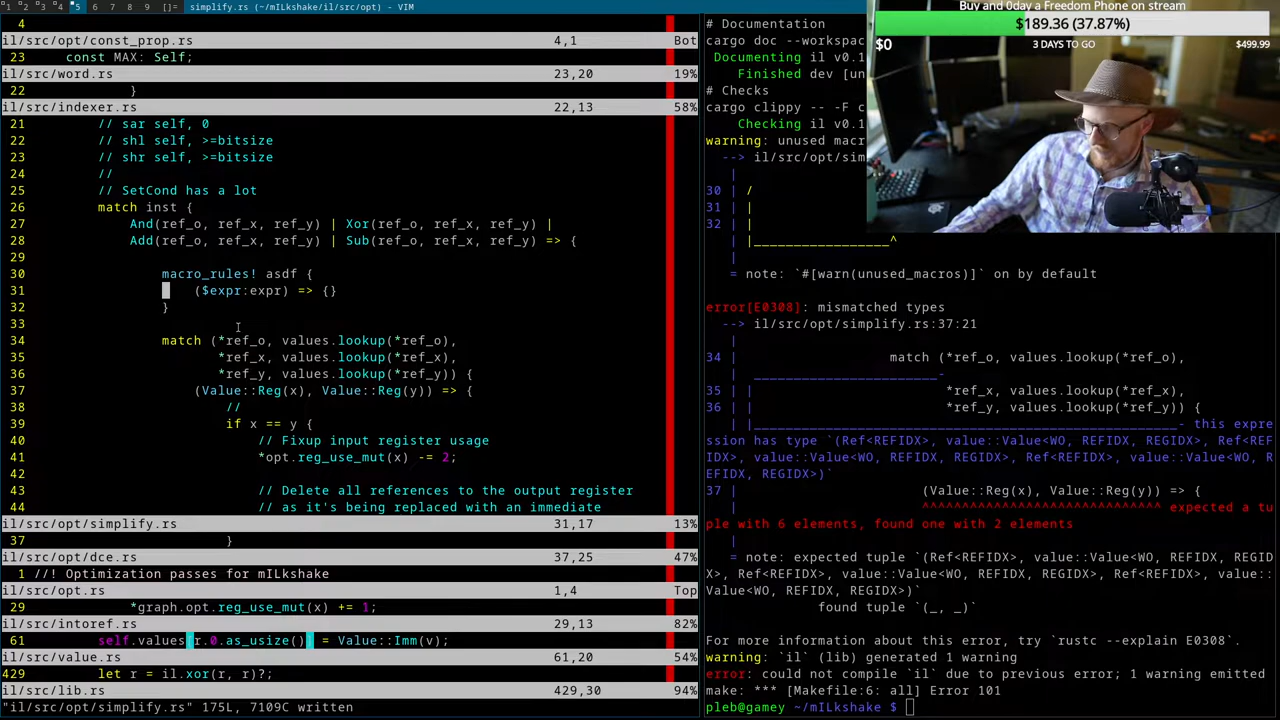 1 2 3 4 5 6 7 8 9 []= simplify.rs (~/mILkshake/il/src/opt) - VIM
4
il/src/opt/const_prop.rs 4,1 Bot
23 const MAX: Self;
il/src/word.rs 23,20 19%
22 }
il/src/indexer.rs 22,13 58%
21 // sar self, 0
22 // shl self, >=bitsize
23 // shr self, >=bitsize
24 //
25 // SetCond has a lot
26 match inst {
27 And(ref_o, ref_x, ref_y) | Xor(ref_o, ref_x, ref_y) |
28 Add(ref_o, ref_x, ref_y) | Sub(ref_o, ref_x, ref_y) => {
29
30 macro_rules! asdf {
31 ($expr:expr) => {}
32 }
33
34 match (*ref_o, values.lookup(*ref_o),
35 *ref_x, values.lookup(*ref_x),
36 *ref_y, values.lookup(*ref_y)) {
37 (Value::Reg(x), Value::Reg(y)) => {
38 //
39 if x == y {
40 // Fixup input register usage
41 *opt.reg_use_mut(x) -= 2;
42
43 // Delete all references to the output register
44 // as it's being replaced with an immediate
il/src/opt/simplify.rs 31,17 13%
37 }
il/src/opt/dce.rs 37,25 47%
1 //! Optimization passes for mILkshake
il/src/opt.rs 1,4 Top
29 *graph.opt.reg_use_mut(x) += 1;
il/src/intoref.rs 29,13 82%
61 self.values[r.0.as_usize()] = Value::Imm(v);
il/src/value.rs 61,20 54%
429 let r = il.xor(r, r)?;
il/src/lib.rs 429,30 94%
"il/src/opt/simplify.rs" 175L, 7109C written
# Documentation
cargo doc --workspac
Documenting il v0.1
Finished dev [un
# Checks
cargo clippy -- -F c
Checking il v0.1
warning: unused macro
--> il/src/opt/sim
|
30 | /
31 | |
32 | |
| |_________________^
|
= note: `#[warn(unused_macros)]` on by default
error[E0308]: mismatched types
--> il/src/opt/simplify.rs:37:21
|
34 | match (*ref_o, values.lookup(*ref_o),
| _______________________-
35 | | *ref_x, values.lookup(*ref_x),
36 | | *ref_y, values.lookup(*ref_y)) {
| |____________________________________________________- this expre
ssion has type `(Ref<REFIDX>, value::Value<WO, REFIDX, REGIDX>, Ref<REF
IDX>, value::Value<WO, REFIDX, REGIDX>, Ref<REFIDX>, value::Value<WO, R
EFIDX, REGIDX>)`
37 | (Value::Reg(x), Value::Reg(y)) => {
| ^^^^^^^^^^^^^^^^^^^^^^^^^^^^^^ expected a tu
ple with 6 elements, found one with 2 elements
|
= note: expected tuple `(Ref<REFIDX>, value::Value<WO, REFIDX, REGID
X>, Ref<REFIDX>, value::Value<WO, REFIDX, REGIDX>, Ref<REFIDX>, value::
Value<WO, REFIDX, REGIDX>)`
found tuple `(_, _)`
For more information about this error, try `rustc --explain E0308`.
warning: `il` (lib) generated 1 warning
error: could not compile `il` due to previous error; 1 warning emitted
make: *** [Makefile:6: all] Error 101
pleb@gamey ~/mILkshake $
Buy and 0day a Freedom Phone on stream
$189.36 (37.87%)
$0 3 DAYS TO GO $499.99